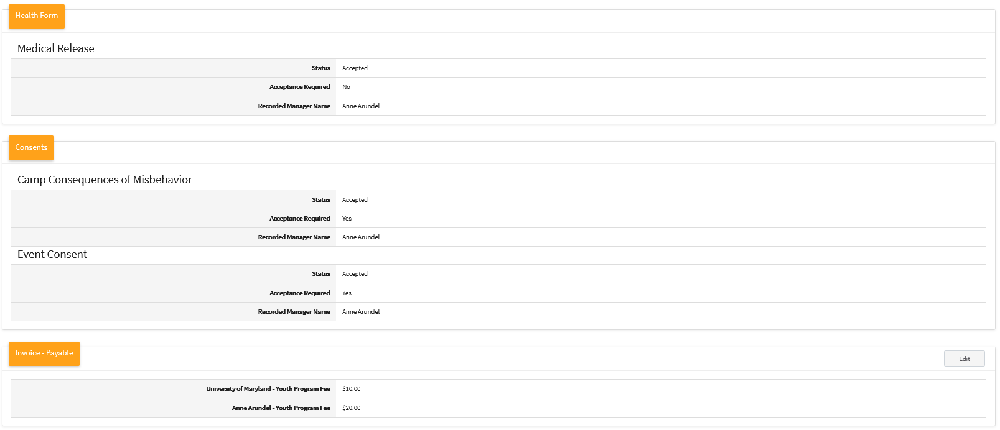 Health Form
Medical Release
Status Accepted
Acceptance Required No
Recorded Manager Name Anne Arundel
Consents
Camp Consequences of Misbehavior
Status Accepted
Acceptance Required Yes
Recorded Manager Name Anne Arundel
Event Consent
Status Accepted
Acceptance Required Yes
Recorded Manager Name Anne Arundel
Invoice - Payable
Edit
University of Maryland - Youth Program Fee $10.00
Anne Arundel - Youth Program Fee $20.00